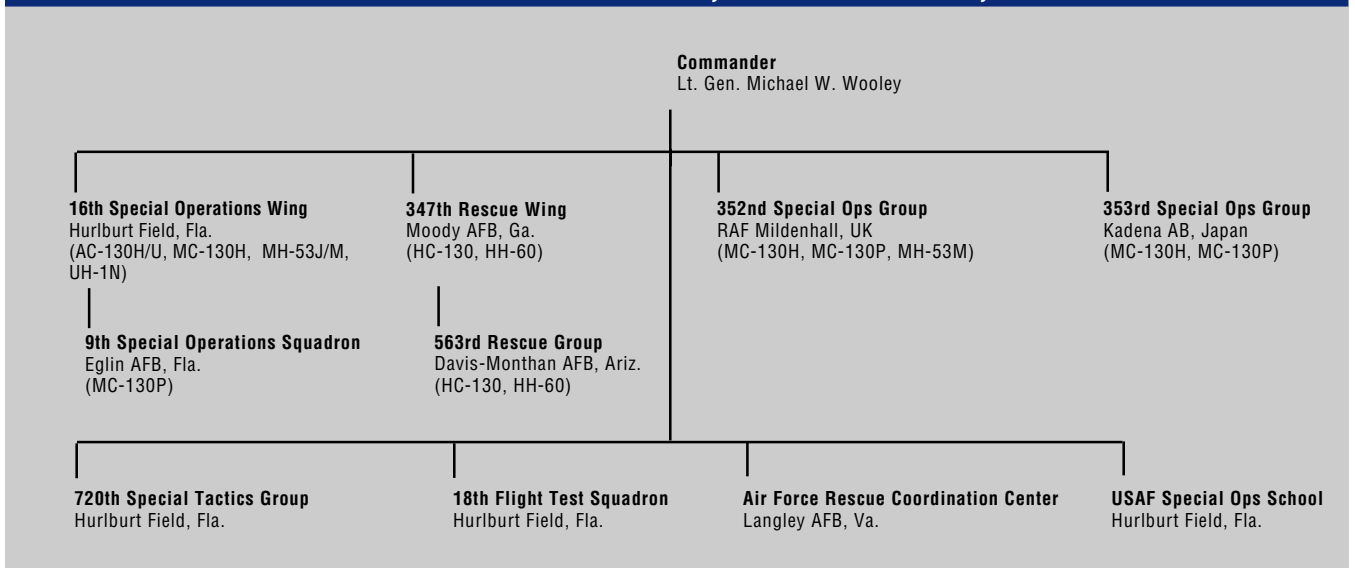 Commander
Lt. Gen. Michael W. Wooley
16th Special Operations Wing
Hurlburt Field, Fla.
(AC-130H/U, MC-130H, MH-53J/M,
UH-1N)
347th Rescue Wing
Moody AFB, Ga.
(HC-130, HH-60)
352nd Special Ops Group
RAF Mildenhall, UK
(MC-130H, MC-130P, MH-53M)
353rd Special Ops Group
Kadena AB, Japan
(MC-130H, MC-130P)
9th Special Operations Squadron
Eglin AFB, Fla.
(MC-130P)
563rd Rescue Group
Davis-Monthan AFB, Ariz.
(HC-130, HH-60)
720th Special Tactics Group
Hurlburt Field, Fla.
18th Flight Test Squadron
Hurlburt Field, Fla.
Air Force Rescue Coordination Center
Langley AFB, Va.
USAF Special Ops School
Hurlburt Field, Fla.